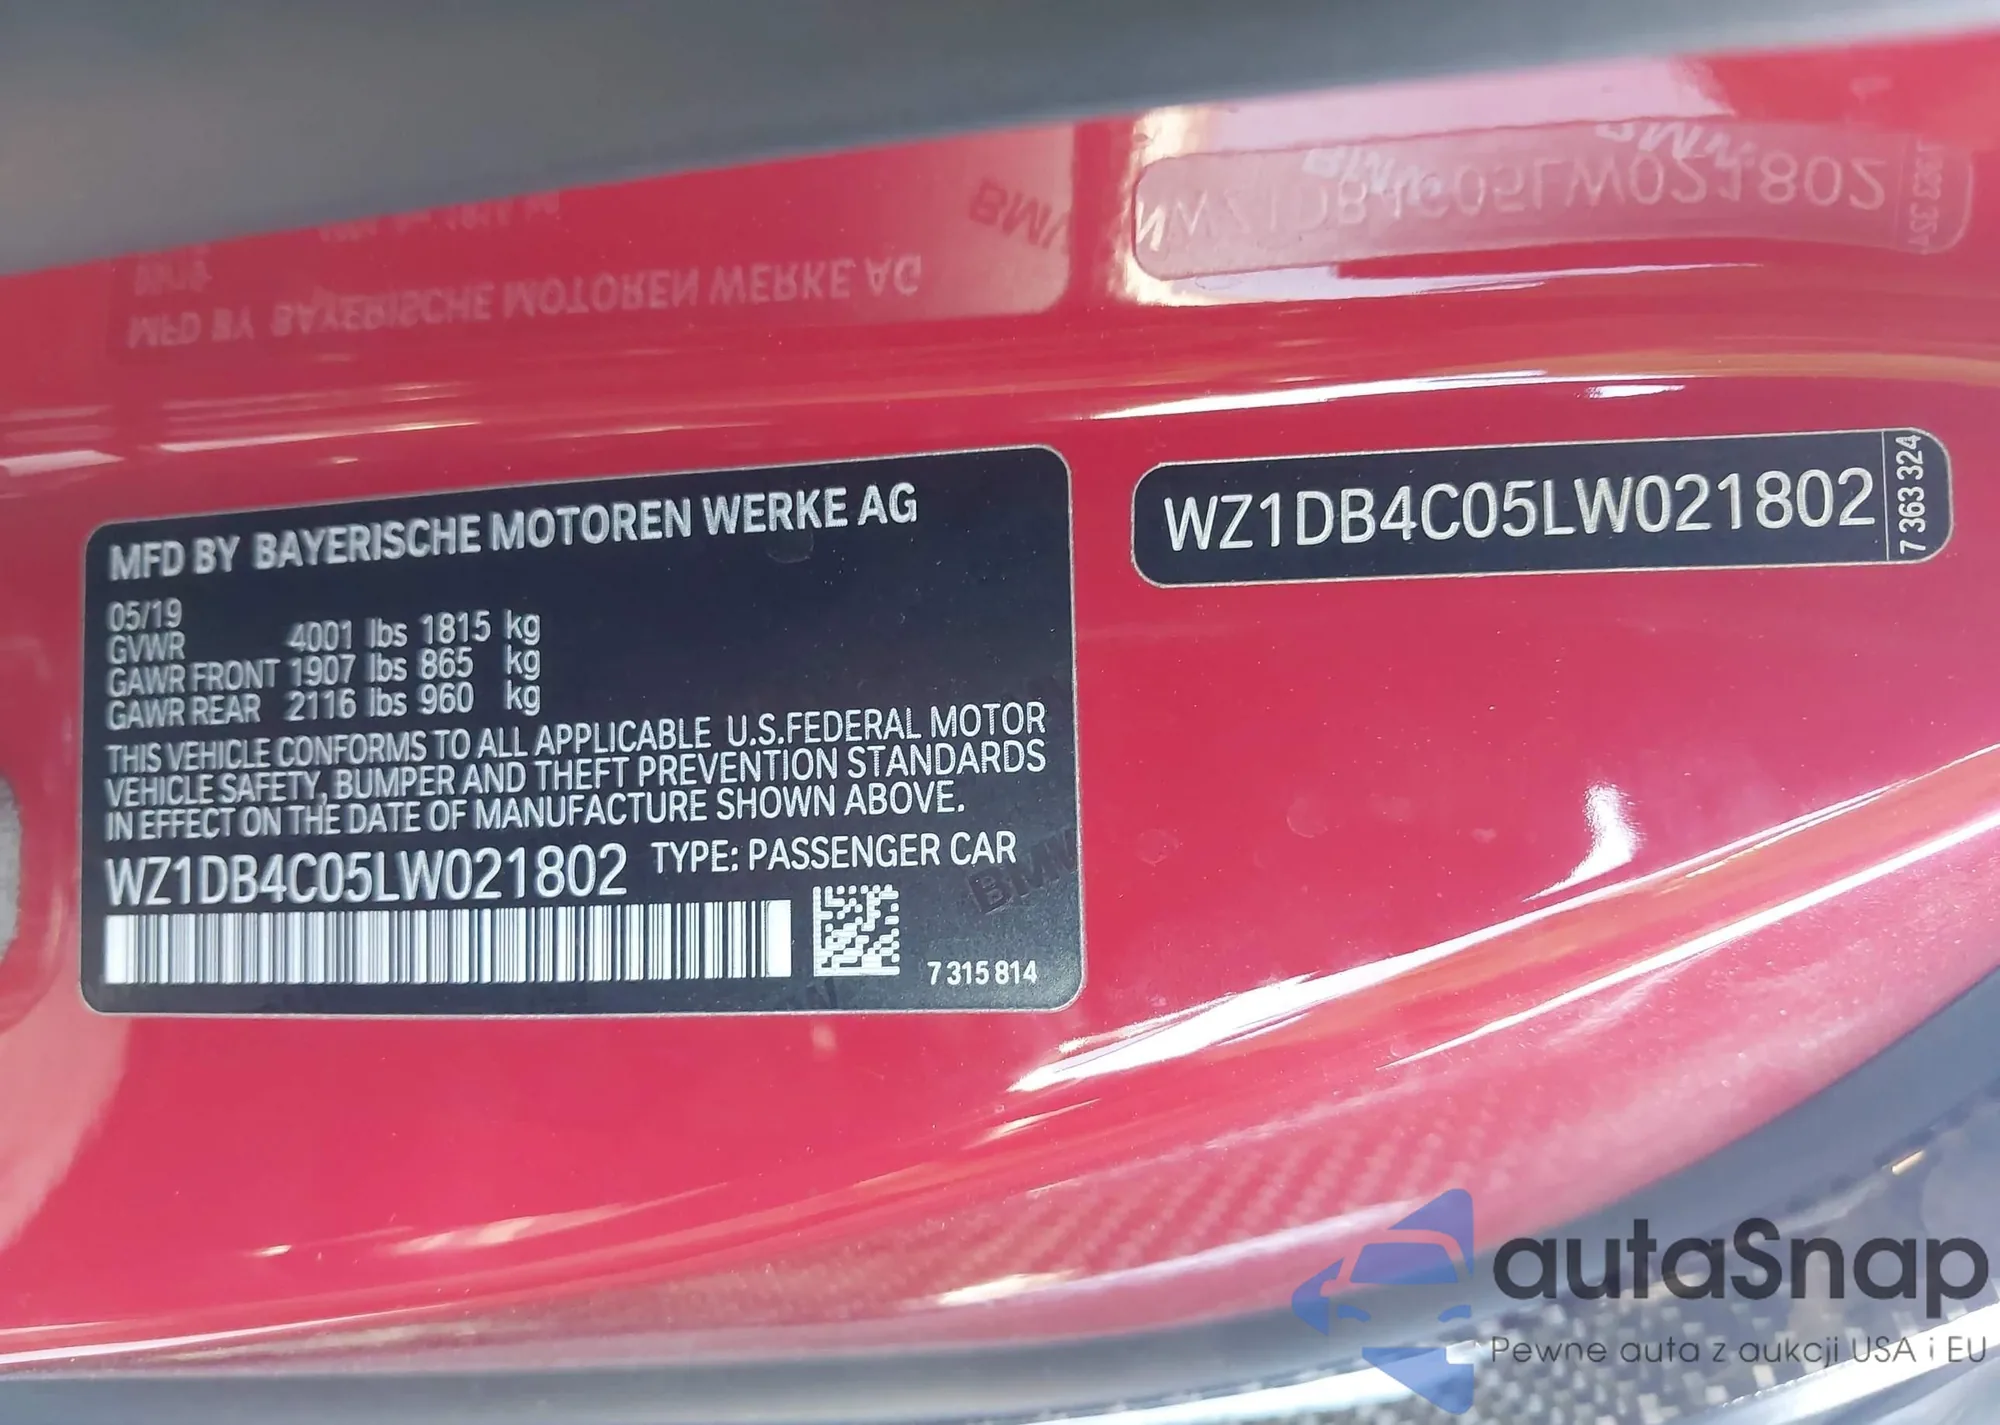 MFD BY BAYERISCHE MOTOREN WERKE AG
05/19
GVWR 4001 lbs 1815 kg
GAWR FRONT 1907 lbs 865 kg
GAWR REAR 2116 lbs 960 kg
THIS VEHICLE CONFORMS TO ALL APPLICABLE U.S.FEDERAL MOTOR
VEHICLE SAFETY, BUMPER AND THEFT PREVENTION STANDARDS
IN EFFECT ON THE DATE OF MANUFACTURE SHOWN ABOVE.
WZ1DB4C05LW021802 TYPE: PASSENGER CAR
7 315 814
WZ1DB4C05LW021802
7 363 324
autaSnap
Pewne auta z aukcji USA i EU